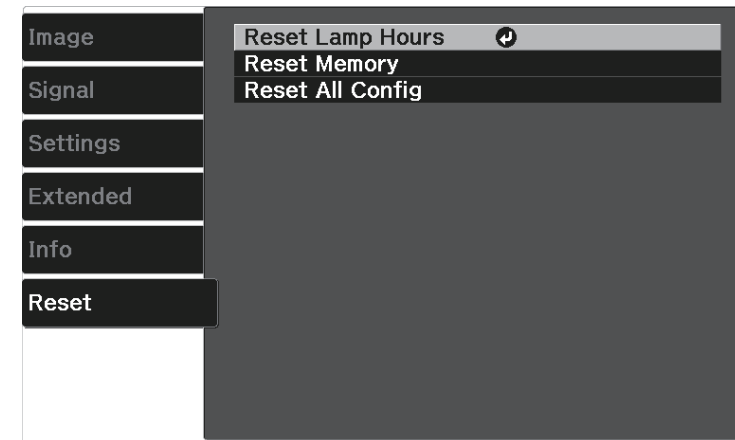 Image
Signal
Settings
Extended
Info
Reset
Reset Lamp Hours
Reset Memory
Reset All Config